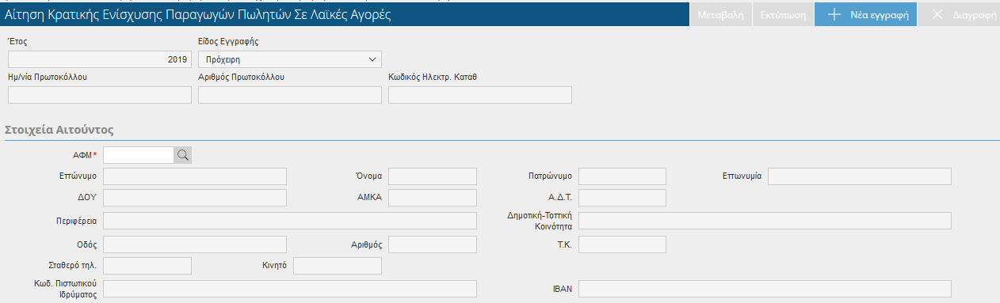 Αίτηση Κρατικής Ενίσχυσης Παραγωγών Πωλητών Σε Λαϊκές Αγορές
Μεταβολή Εκτύπωση Νέα εγγραφή Διαγραφή
Έτος Είδος Εγγραφής
2019 Πρόχειρη
Ημ/νία Πρωτοκόλλου Αριθμός Πρωτοκόλλου Κωδικός Ηλεκτρ. Καταθ
Στοιχεία Αιτούντος
ΑΦΜ *
Επώνυμο Όνομα Πατρώνυμο Επωνυμία
ΔΟΥ ΑΜΚΑ Α.Δ.Τ.
Περιφέρεια Δημοτική-Τοπική
Κοινότητα
Οδός Αριθμός Τ.Κ.
Σταθερό τηλ. Κινητό
Κωδ. Πιστωτικού
Ιδρύματος IBAN